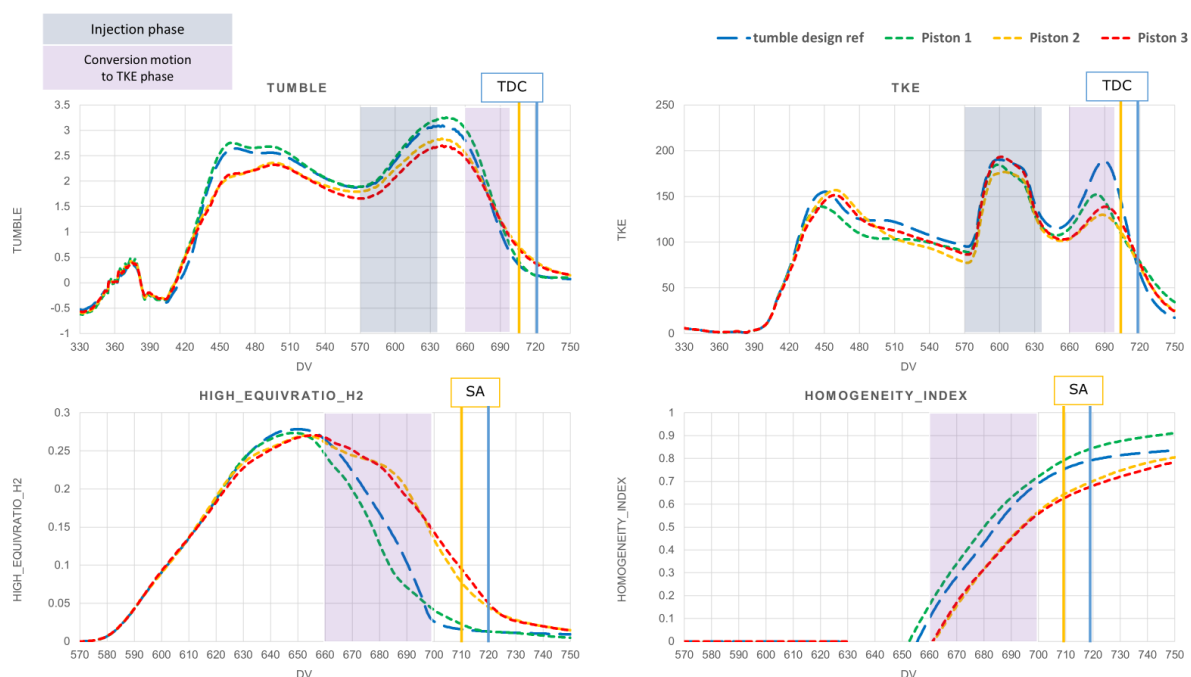 Injection phase
Conversion motion
to TKE phase
tumble design ref Piston 1 Piston 2 Piston 3
TUMBLE
TDC
3.5
3
2.5
2
1.5
1
0.5
0
-0.5
-1
TUMBLE
330 360 390 420 450 480 510 540 570 600 630 660 690 720 750
DV
TKE
TDC
250
200
150
100
50
0
TKE
330 360 390 420 450 480 510 540 570 600 630 660 690 720 750
DV
HIGH_EQUIVRATIO_H2
SA
0.3
0.25
0.2
0.15
0.1
0.05
0
HIGH_EQUIVRATIO_H2
570 580 590 600 610 620 630 640 650 660 670 680 690 700 710 720 730 740 750
DV
HOMOGENEITY_INDEX
SA
1
0.9
0.8
0.7
0.6
0.5
0.4
0.3
0.2
0.1
0
HOMOGENEITY_INDEX
570 580 590 600 610 620 630 640 650 660 670 680 690 700 710 720 730 740 750
DV